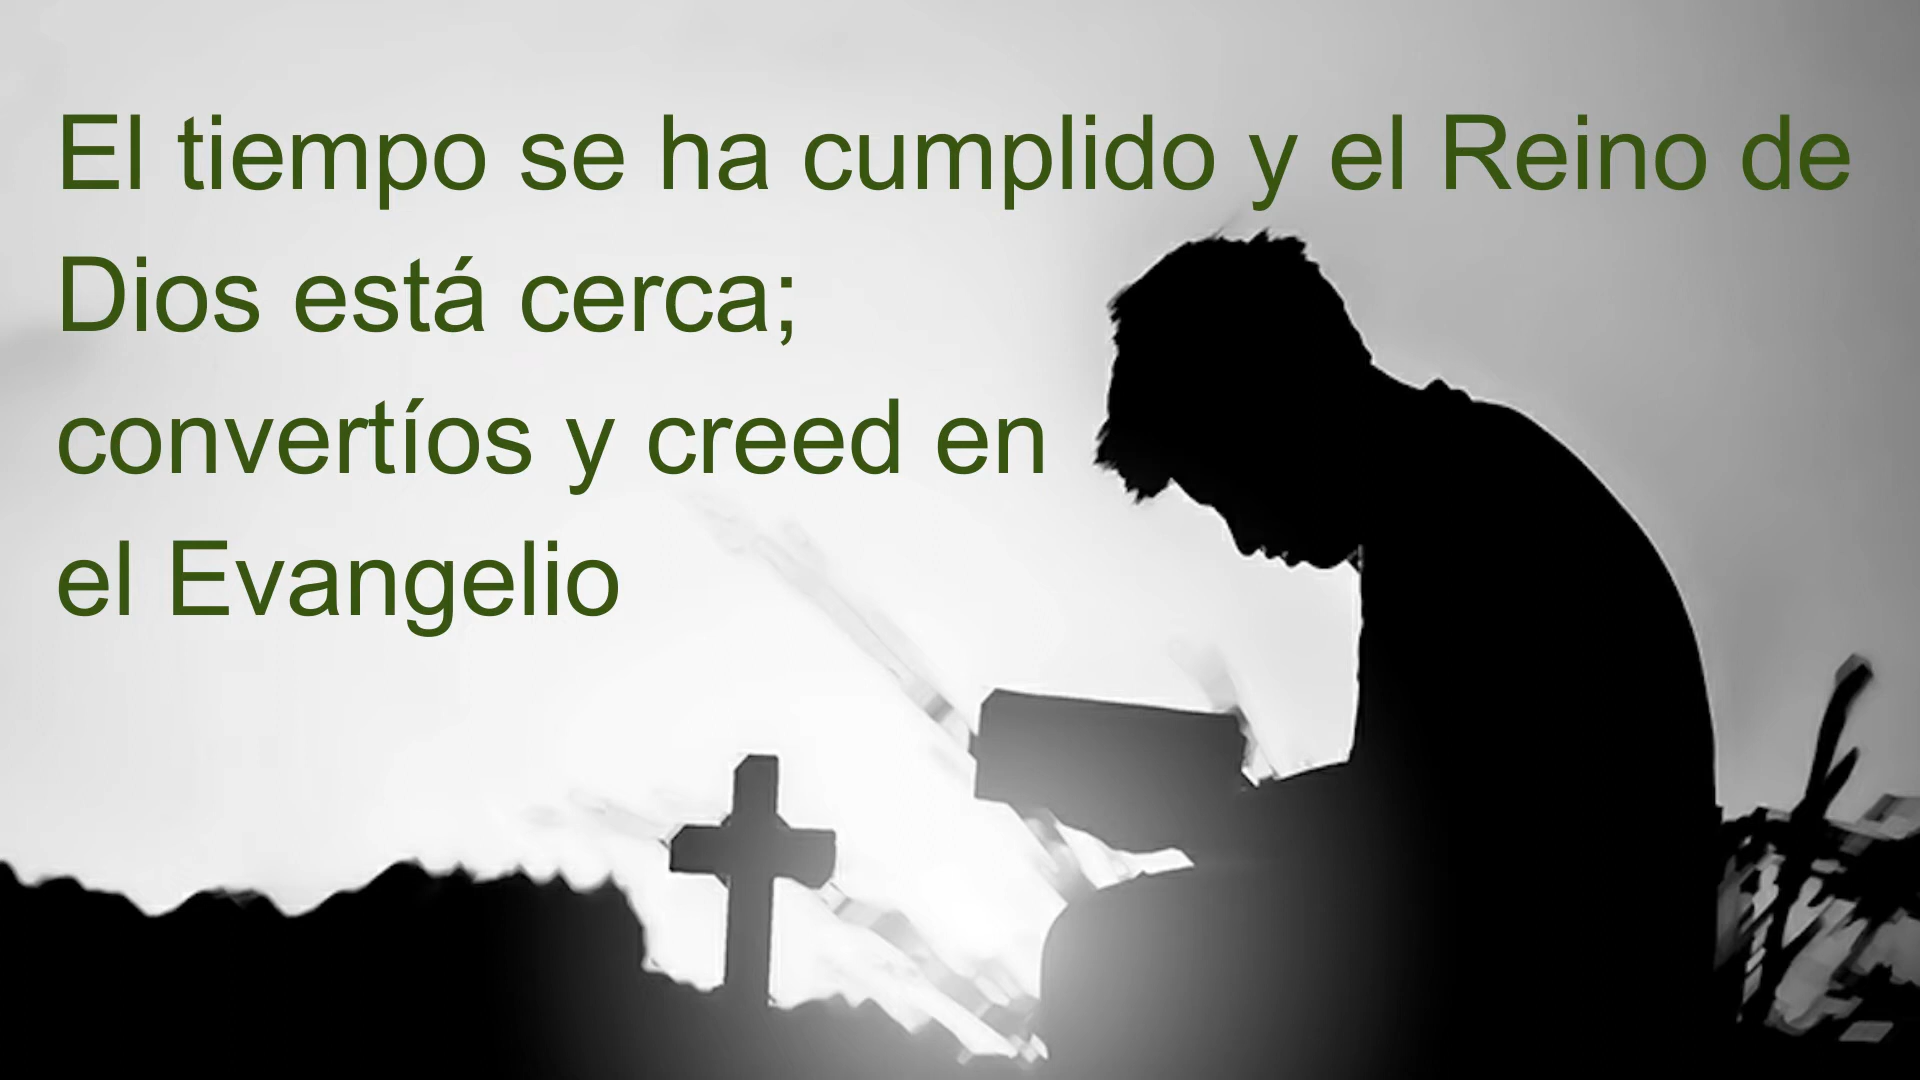 El tiempo se ha cumplido y el Reino de
Dios está cerca;
convertíos y creed en
el Evangelio